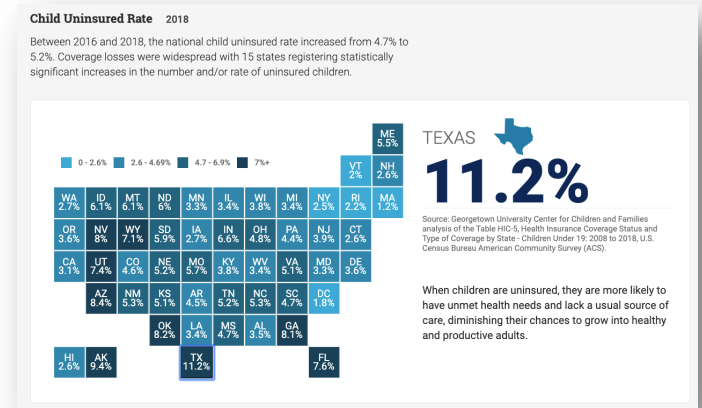 Child Uninsured Rate 2018
Between 2016 and 2018, the national child uninsured rate increased from 4.7% to
5.2%. Coverage losses were widespread with 15 states registering statistically
significant increases in the number and/or rate of uninsured children.
0 - 2.6% 2.6 - 4.69% 4.7 - 6.9% 7%+
ME
5.5%
VT NH
2% 2.6%
WA ID MT ND MN IL WI MI NY RI MA
2.7% 6.1% 6.1% 6% 3.3% 3.4% 3.8% 3.4% 2.5% 2.2% 1.2%
OR NV WY SD IA IN OH PA NJ CT
3.6% 8% 7.1% 5.9% 2.7% 6.6% 4.8% 4.4% 3.9% 2.6%
CA UT CO NE MO KY WV VA MD DE
3.1% 7.4% 4.6% 5.2% 5.7% 3.8% 3.4% 5.1% 3.3% 3.6%
AZ NM KS AR TN NC SC DC
8.4% 5.3% 5.1% 4.5% 5.2% 5.3% 4.7% 1.8%
OK LA MS AL GA
8.2% 3.4% 4.7% 3.5% 8.1%
HI AK TX FL
2.6% 9.4% 11.2% 7.6%
TEXAS
11.2%
Source: Georgetown University Center for Children and Families
analysis of the Table HIC-5, Health Insurance Coverage Status and
Type of Coverage by State - Children Under 19: 2008 to 2018, U.S.
Census Bureau American Community Survey (ACS).
When children are uninsured, they are more likely to
have unmet health needs and lack a usual source of
care, diminishing their chances to grow into healthy
and productive adults.